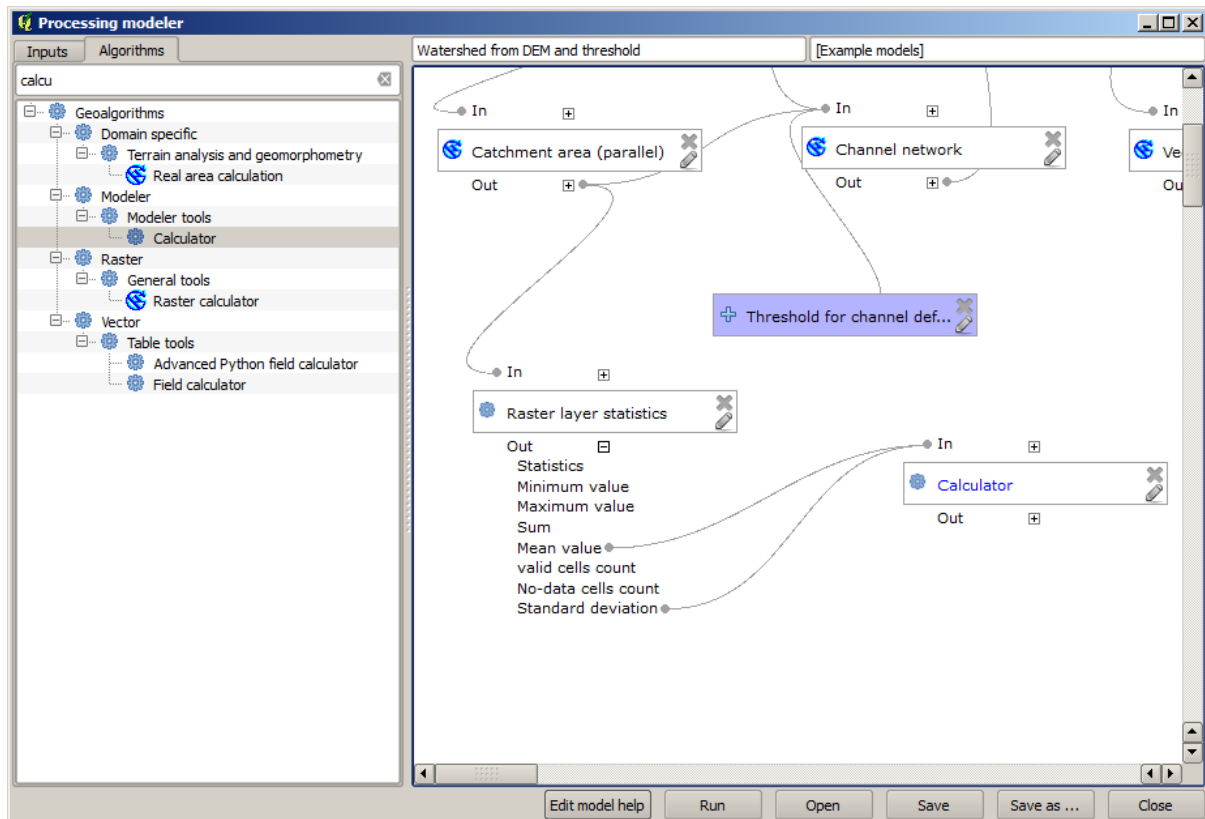 Processing modeler
Inputs
Algorithms
Watershed from DEM and threshold
[Example models]
calcu
Geoalgorithms
Domain specific
Terrain analysis and geomorphometry
Real area calculation
Modeler
Modeler tools
Calculator
Raster
General tools
Raster calculator
Vector
Table tools
Advanced Python field calculator
Field calculator
In
Catchment area (parallel)
Out
In
Channel network
Out
In
Ve
Ou
Threshold for channel def...
In
Raster layer statistics
Out
Statistics
Minimum value
Maximum value
Sum
Mean value
valid cells count
No-data cells count
Standard deviation
In
Calculator
Out
Edit model help
Run
Open
Save
Save as ...
Close